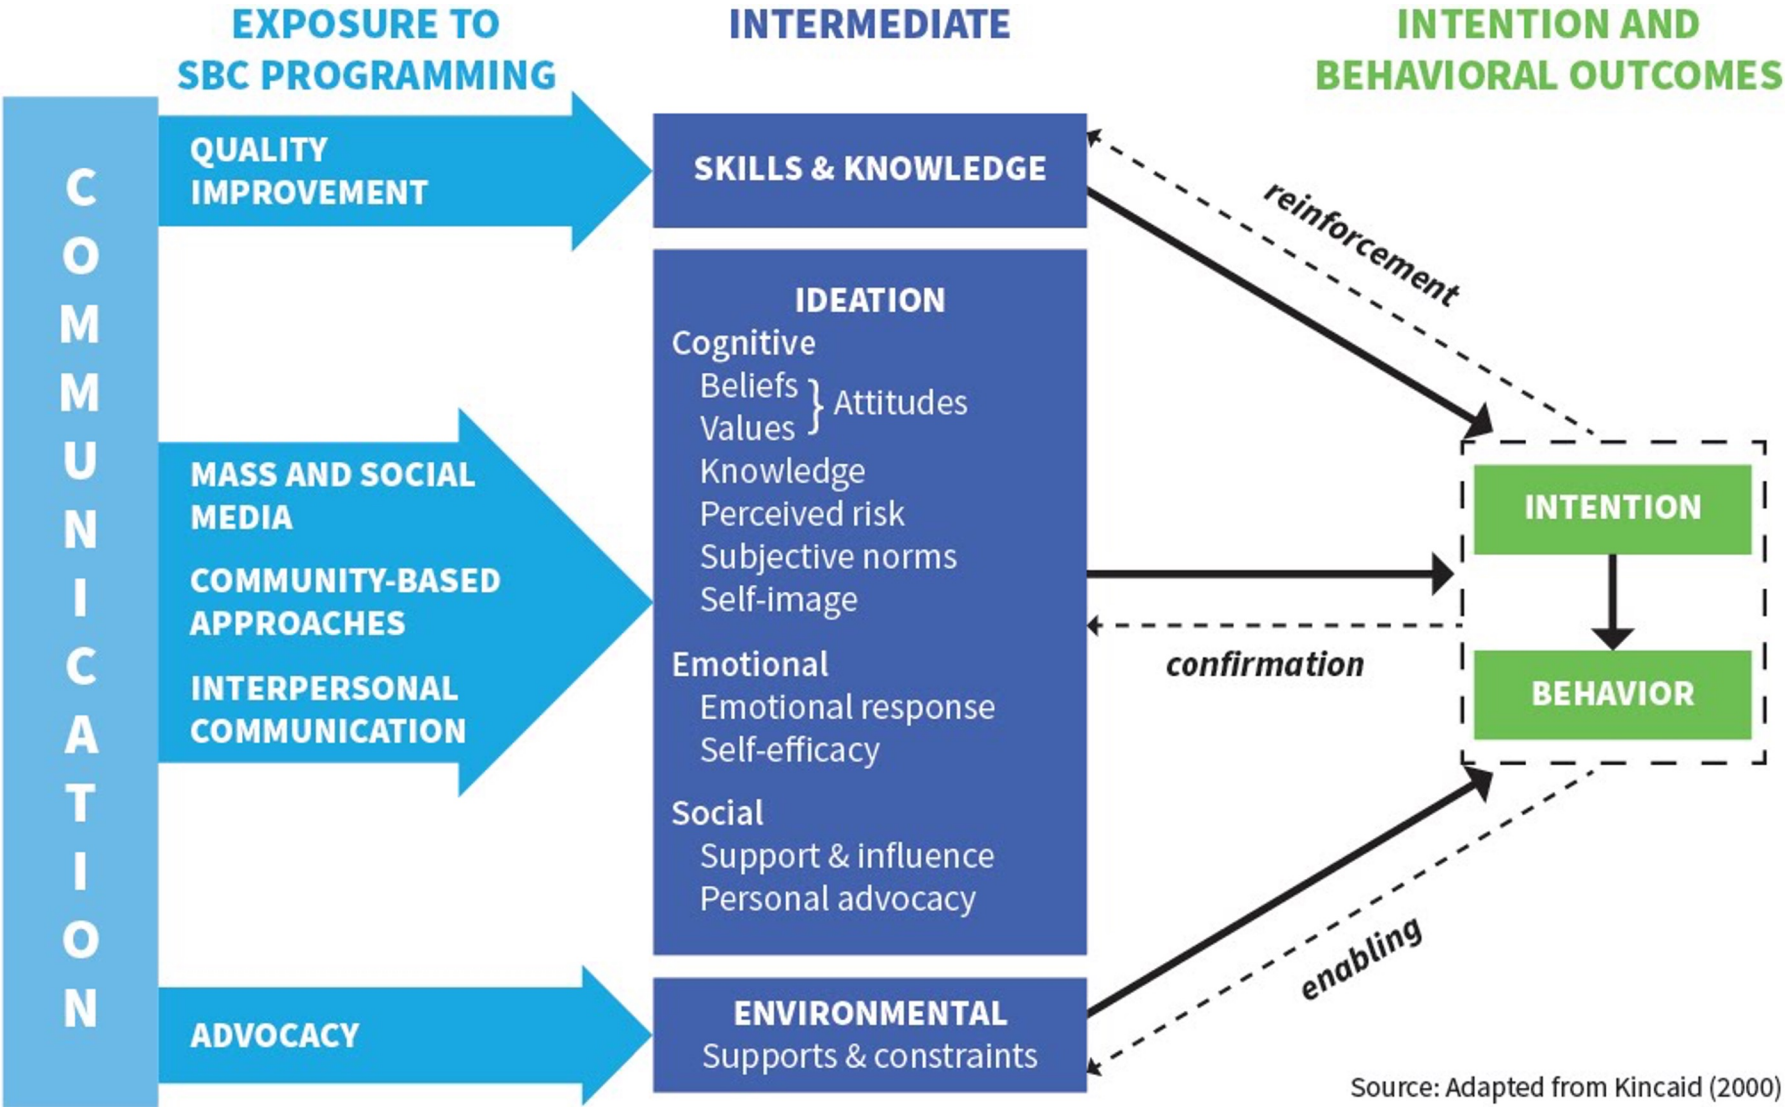 EXPOSURE TO
SBC PROGRAMMING
INTERMEDIATE
INTENTION AND
BEHAVIORAL OUTCOMES
COMMUNICATION
QUALITY
IMPROVEMENT
MASS AND SOCIAL
MEDIA
COMMUNITY-BASED
APPROACHES
INTERPERSONAL
COMMUNICATION
ADVOCACY
SKILLS & KNOWLEDGE
IDEATION
Cognitive
Beliefs
Values
} Attitudes
Knowledge
Perceived risk
Subjective norms
Self-image
Emotional
Emotional response
Self-efficacy
Social
Support & influence
Personal advocacy
ENVIRONMENTAL
Supports & constraints
reinforcement
confirmation
enabling
INTENTION
BEHAVIOR
Source: Adapted from Kincaid (2000)